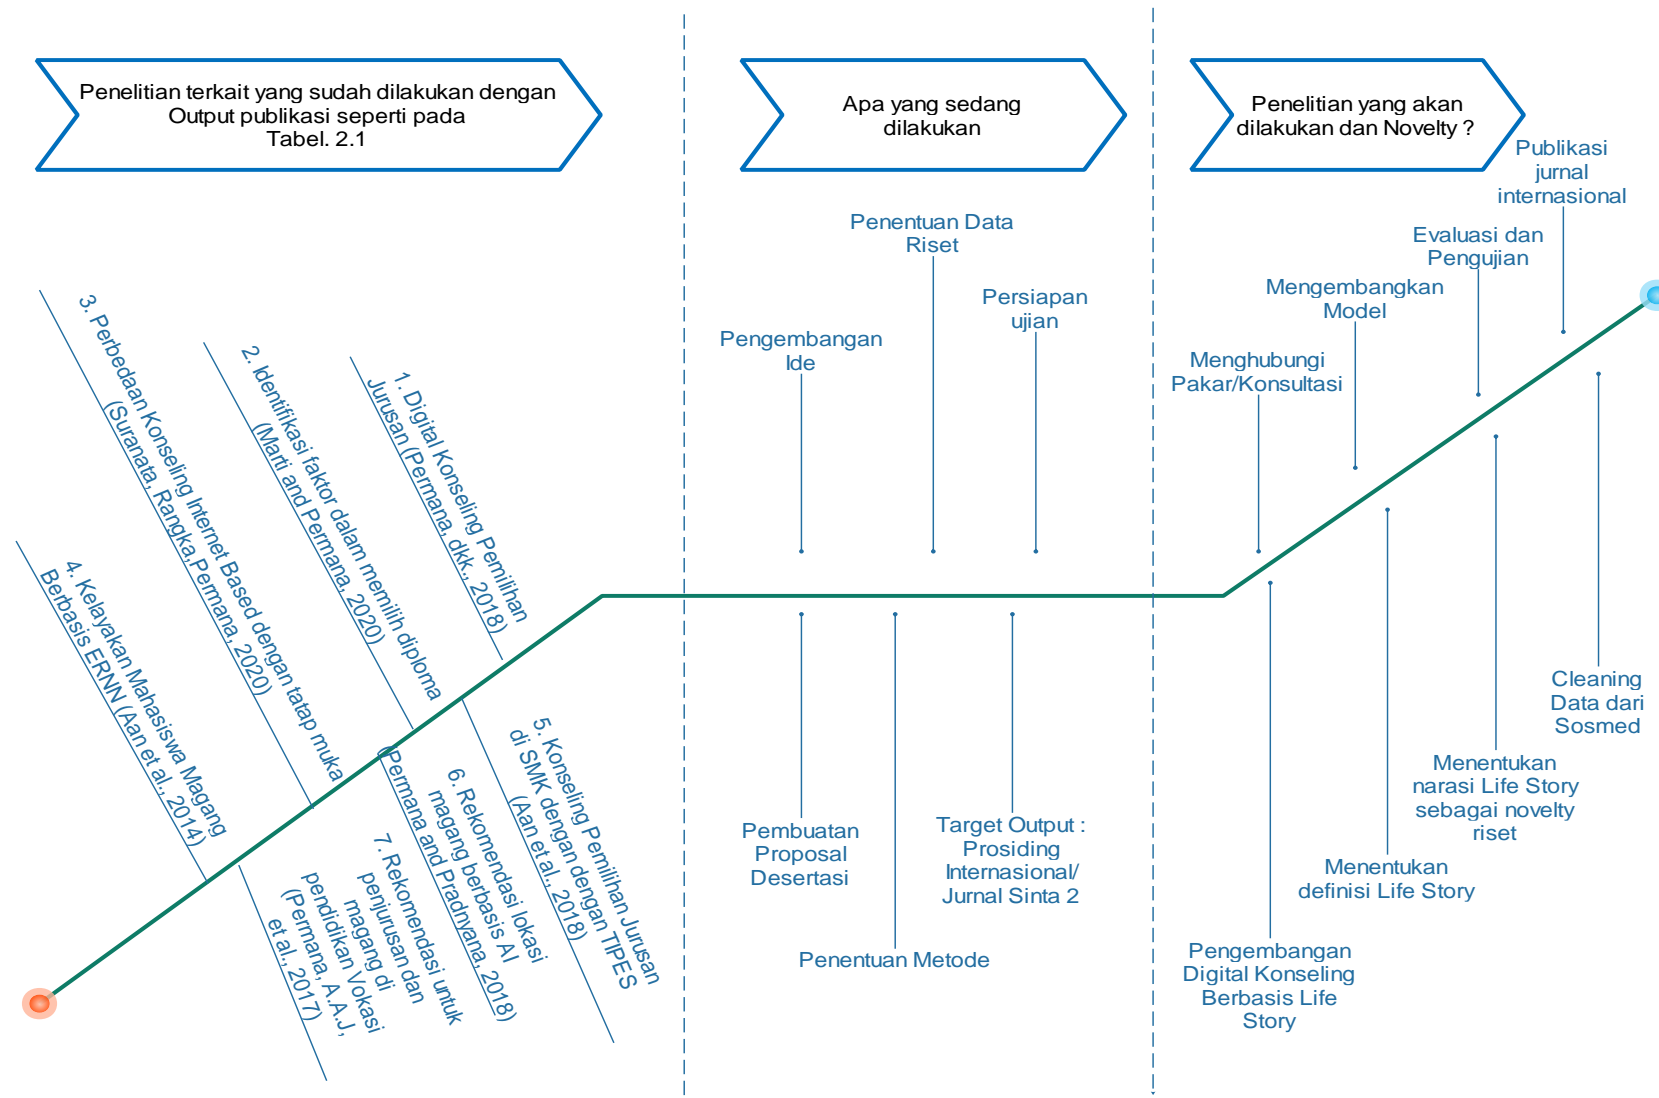 Penelitian terkait yang sudah dilakukan dengan
Output publikasi seperti pada
Tabel. 2.1
Apa yang sedang
dilakukan
Penelitian yang akan
dilakukan dan Novelty ?
1. Digital Konseling Pemilihan
Jurusan (Permana, dkk., 2018)
2. Identifikasi faktor dalam memilih diploma
(Marti and Permana, 2020)
3. Perbedaan Konseling Internet Based dengan tatap muka
(Suranata, Rangka,Permana, 2020)
4. Kelayakan Mahasiswa Magang
Berbasis ERNN (Aan et al., 2014)
5. Konseling Pemilihan Jurusan
di SMK dengan dengan TIPES
(Aan et al., 2018)
6. Rekomendasi lokasi
magang berbasis AI
(Permana and Pradnyana, 2018)
7. Rekomendasi untuk
penjurusan dan
magang di
pendidikan Vokasi
(Permana, A.A.J,
et al., 2017)
Pengembangan
Ide
Penentuan Data
Riset
Persiapan
ujian
Pembuatan
Proposal
Desertasi
Penentuan Metode
Target Output :
Prosiding
Internasional/
Jurnal Sinta 2
Menghubungi
Pakar/Konsultasi
Mengembangkan
Model
Evaluasi dan
Pengujian
Publikasi
jurnal
internasional
Pengembangan
Digital Konseling
Berbasis Life
Story
Menentukan
definisi Life Story
Menentukan
narasi Life Story
sebagai novelty
riset
Cleaning
Data dari
Sosmed